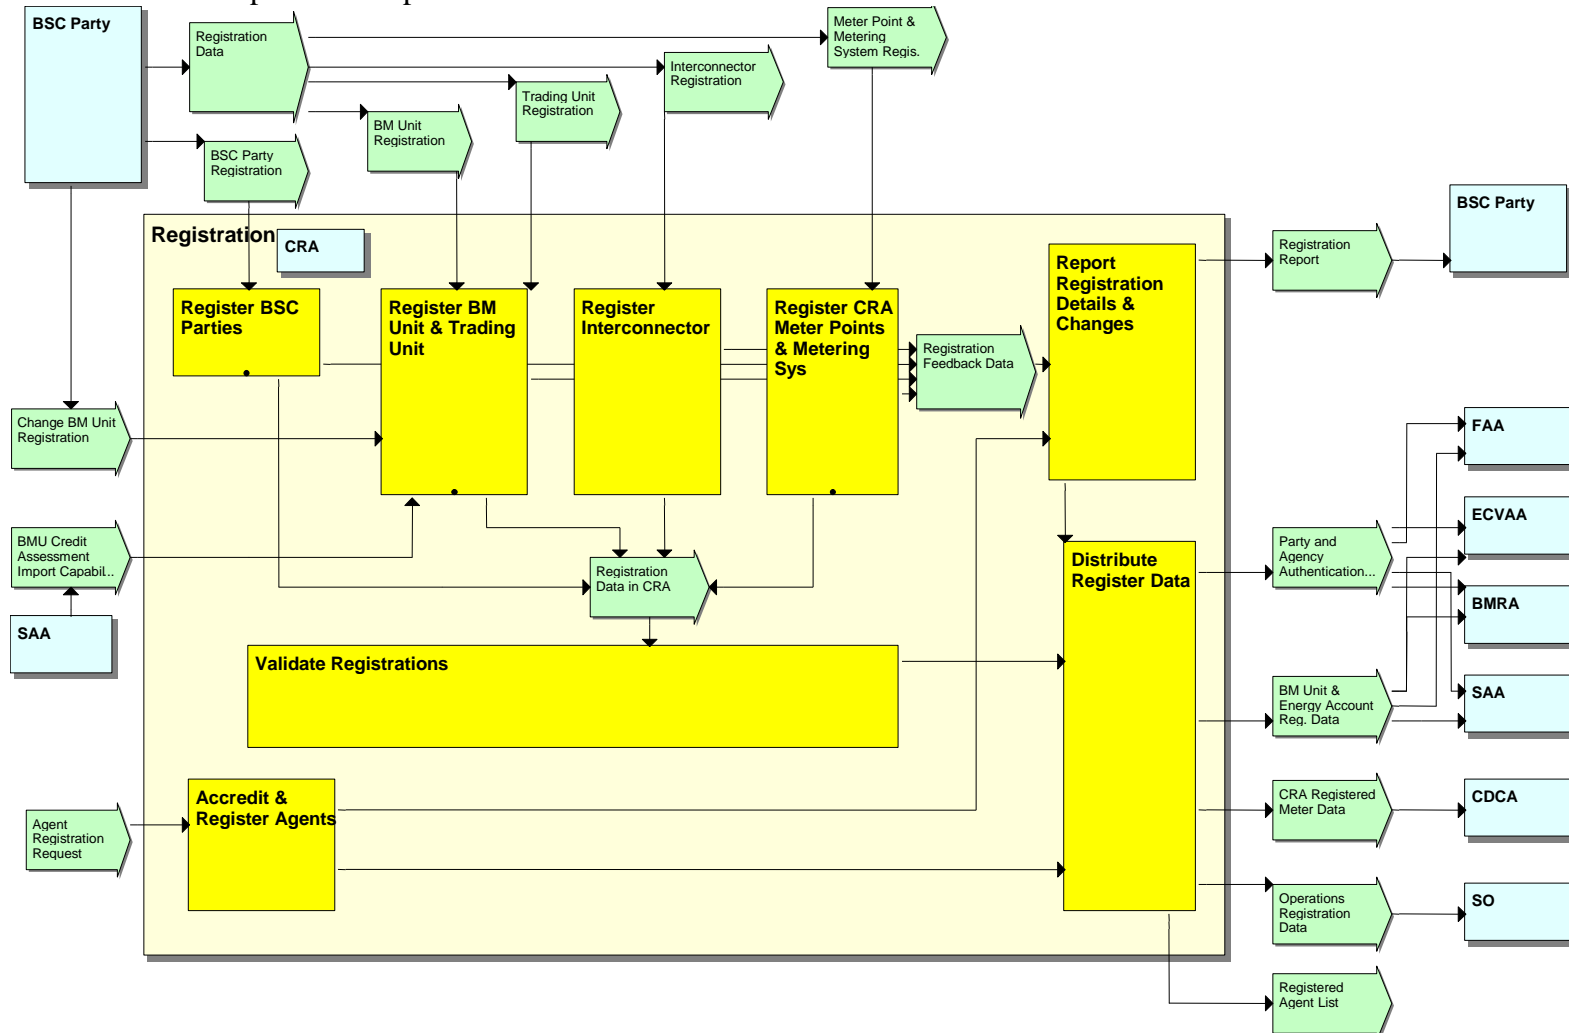 BSC Party
Registration
Data
Meter Point &
Metering
System Regis.
Interconnector
Registration
Trading Unit
Registration
BM Unit
Registration
BSC Party
Registration
Registration
CRA
BSC Party
Registration
Report
Report
Registration
Details &
Changes
Register BSC
Parties
Register BM
Unit & Trading
Unit
Register
Interconnector
Register CRA
Meter Points
& Metering
Sys
Registration
Feedback Data
Change BM Unit
Registration
FAA
ECVAA
BMU Credit
Assessment
Import Capabil...
Registration
Data in CRA
Distribute
Register Data
Party and
Agency
Authentication...
BMRA
SAA
Validate Registrations
BM Unit &
Energy Account
Reg. Data
SAA
Accredit &
Register Agents
Agent
Registration
Request
CRA Registered
Meter Data
CDCA
Operations
Registration
Data
SO
Registered
Agent List